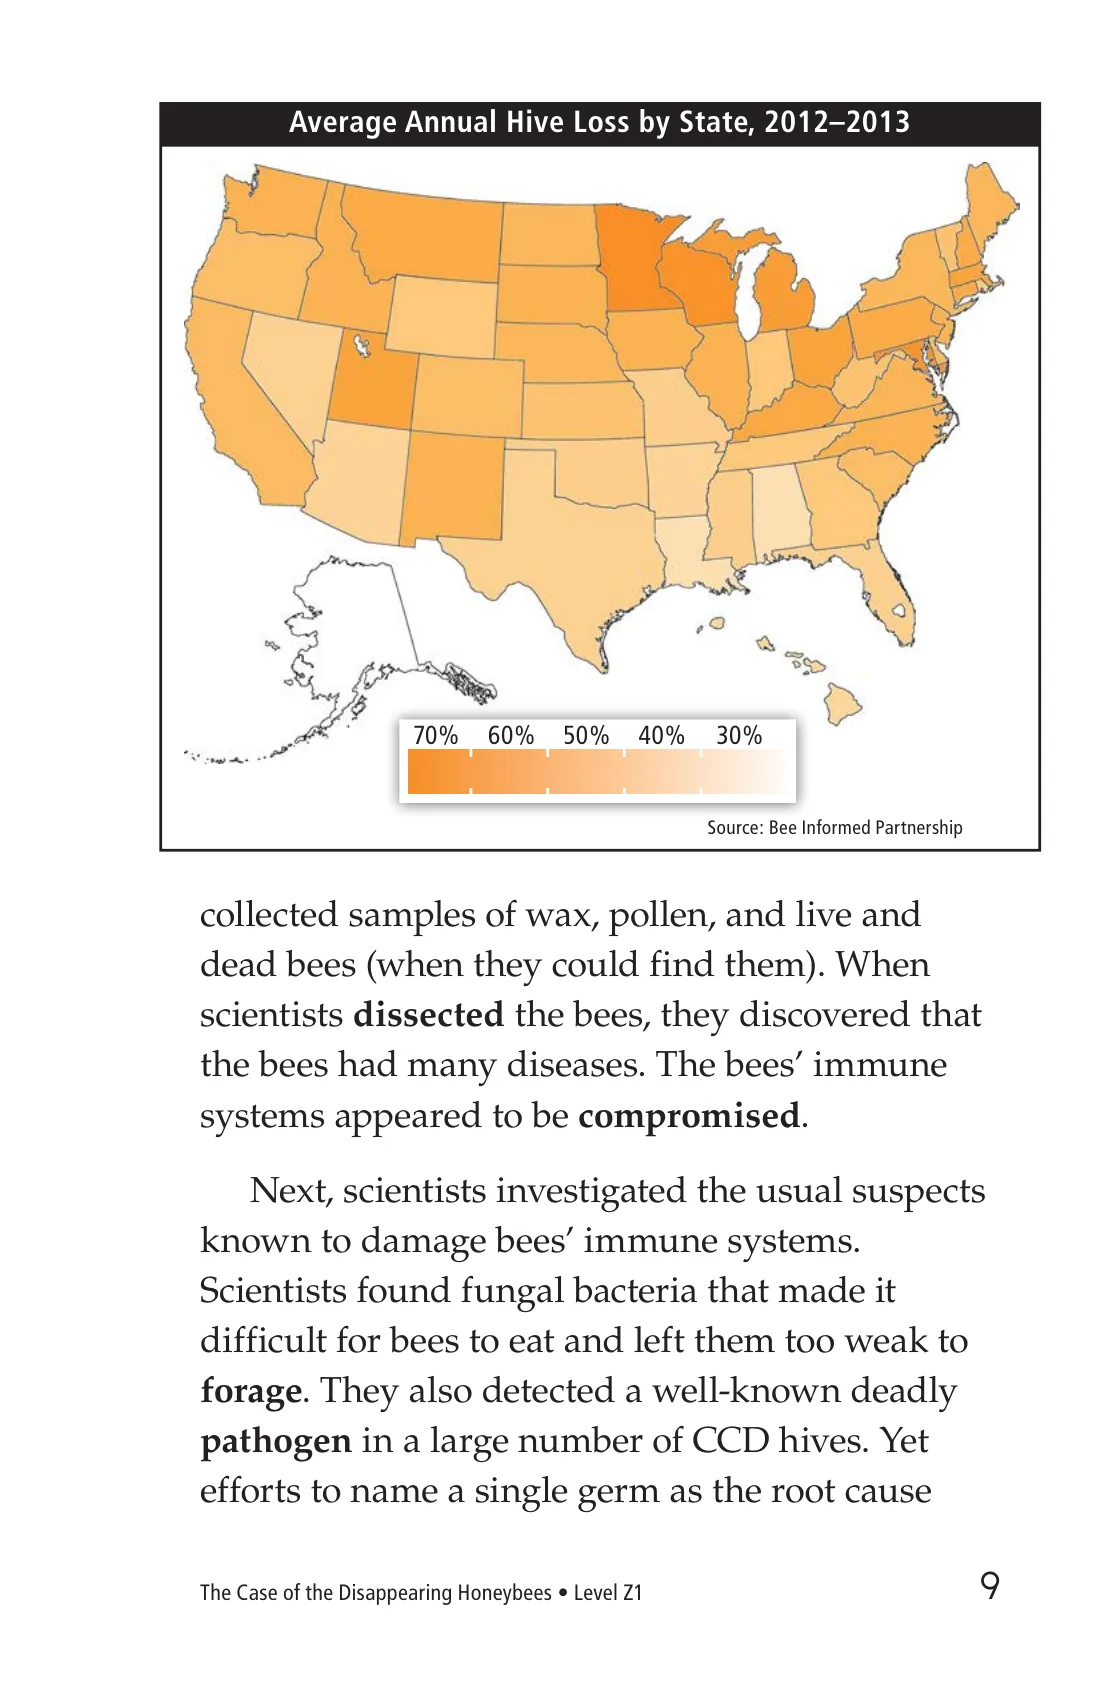 Average Annual Hive Loss by State, 2012–2013
70% 60% 50% 40% 30%
Source: Bee Informed Partnership
collected samples of wax, pollen, and live and
dead bees (when they could find them). When
scientists dissected the bees, they discovered that
the bees had many diseases. The bees’ immune
systems appeared to be compromised.
Next, scientists investigated the usual suspects
known to damage bees’ immune systems.
Scientists found fungal bacteria that made it
difficult for bees to eat and left them too weak to
forage. They also detected a well-known deadly
pathogen in a large number of CCD hives. Yet
efforts to name a single germ as the root cause
The Case of the Disappearing Honeybees • Level Z1
9